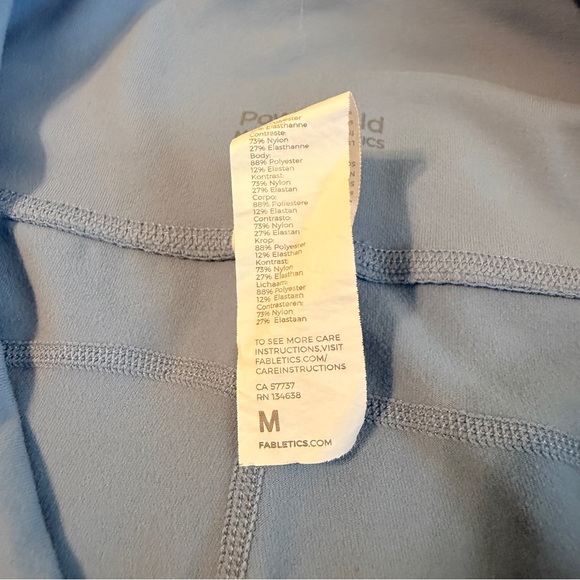 Polyester
Elasthanne
Contraste:
73% Nylon
27% Elasthanne
Body:
88% Polyester
12% Elastan
Kontrast:
73% Nylon
27% Elastan
Corpo:
88% Poliestere
12% Elastan
Contrasto:
73% Nylon
27% Elastan
Krop:
88% Polyester
12% Elasthan
Kontrast:
73% Nylon
27% Elasthan
Lichaam:
88% Polyester
12% Elastaan
Contrasteren:
73% Nylon
27% Elastaan
TO SEE MORE CARE
INSTRUCTIONS,VISIT
FABLETICS.COM/
CAREINSTRUCTIONS
CA 57737
RN 134638
M
FABLETICS.COM